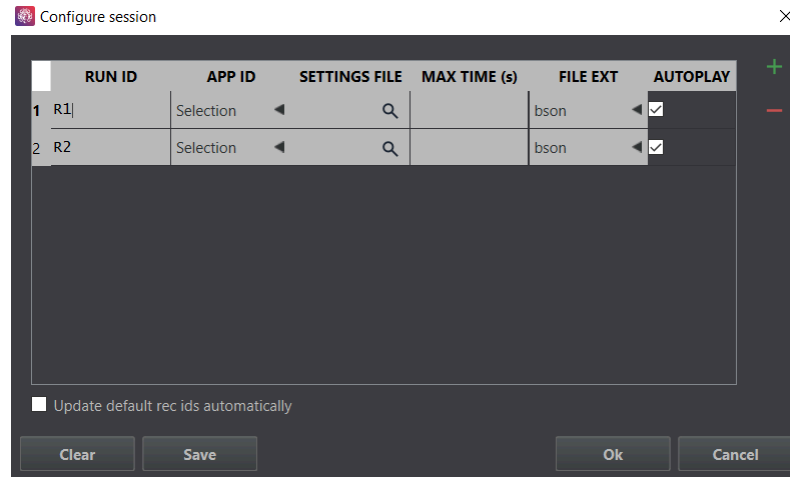 Configure session
RUN ID APP ID SETTINGS FILE MAX TIME (s) FILE EXT AUTOPLAY
1 R1 Selection bson
2 R2 Selection bson
Update default rec ids automatically
Clear Save Ok Cancel